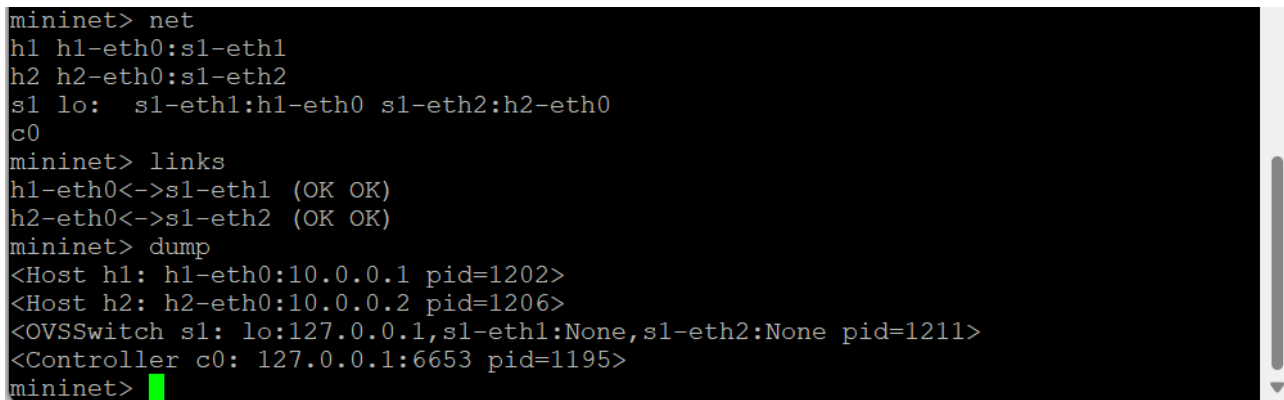 mininet> net
h1 h1-eth0:s1-eth1
h2 h2-eth0:s1-eth2
s1 lo:  s1-eth1:h1-eth0 s1-eth2:h2-eth0
c0
mininet> links
h1-eth0<->s1-eth1 (OK OK)
h2-eth0<->s1-eth2 (OK OK)
mininet> dump
<Host h1: h1-eth0:10.0.0.1 pid=1202>
<Host h2: h2-eth0:10.0.0.2 pid=1206>
<OVSSwitch s1: lo:127.0.0.1,s1-eth1:None,s1-eth2:None pid=1211>
<Controller c0: 127.0.0.1:6653 pid=1195>
mininet>